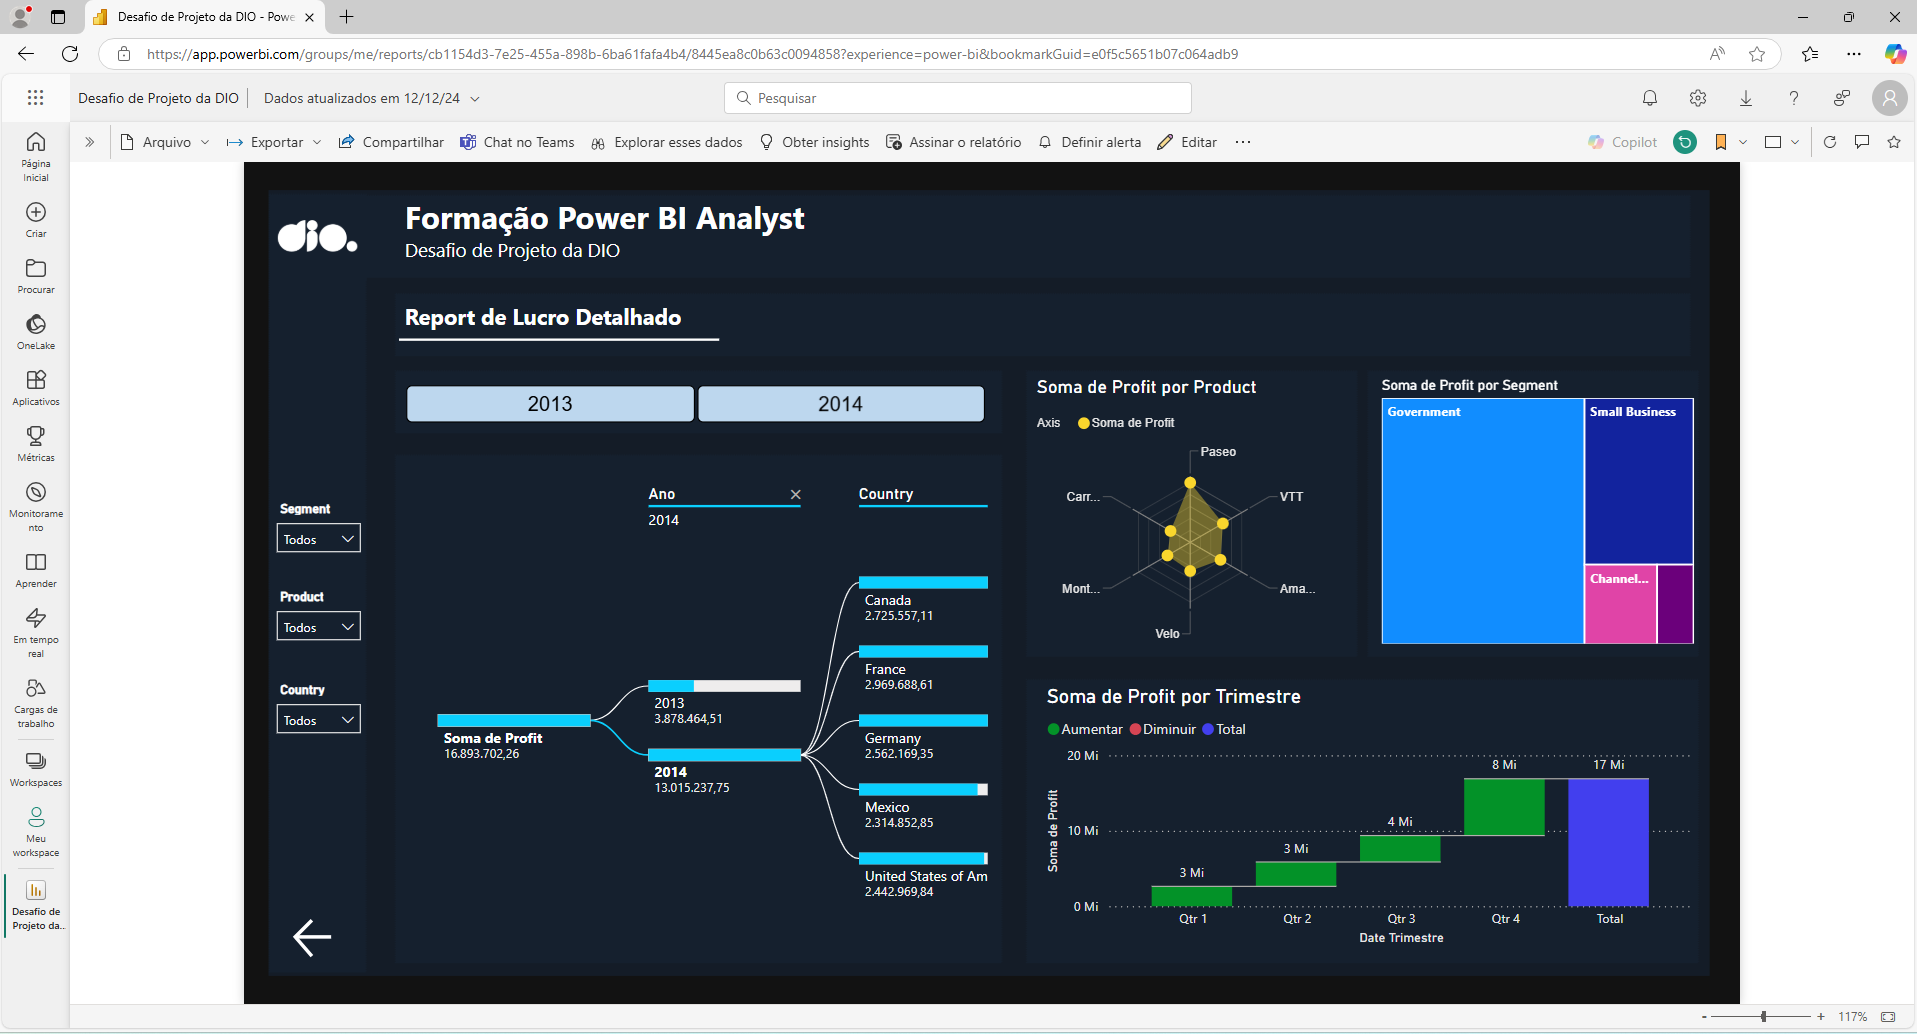 Desafio de Projeto da DIO - Powe
https://app.powerbi.com/groups/me/reports/cb1154d3-7e25-455a-898b-6ba61fafa4b4/8445ea8c0b63c0094858?experience=power-bi&bookmarkGuid=e0f5c5651b07c064adb9
Desafio de Projeto da DIO
Dados atualizados em 12/12/24
Pesquisar
Arquivo
Exportar
Compartilhar
Chat no Teams
Explorar esses dados
Obter insights
Assinar o relatório
Definir alerta
Editar
Copilot
Página
Inicial
Criar
Procurar
OneLake
Aplicativos
Métricas
Monitorame
nto
Aprender
Em tempo
real
Cargas de
trabalho
Workspaces
Meu
workspace
Desafio de
Projeto da..
dio.
Formação Power BI Analyst
Desafio de Projeto da DIO
Report de Lucro Detalhado
Segment
Todos
Product
Todos
Country
Todos
2013
2014
Ano
2014
Country
Soma de Profit
16.893.702,26
2013
3.878.464,51
2014
13.015.237,75
Canada
2.725.557,11
France
2.969.688,61
Germany
2.562.169,35
Mexico
2.314.852,85
United States of Am
2.442.969,84
Soma de Profit por Product
Axis
Soma de Profit
Paseo
VTT
Ama...
Velo
Mont...
Carr...
Soma de Profit por Segment
Government
Small Business
Channel...
Soma de Profit por Trimestre
Aumentar
Diminuir
Total
Soma de Profit
20 Mi
10 Mi
0 Mi
3 Mi
3 Mi
4 Mi
8 Mi
17 Mi
Qtr 1
Qtr 2
Qtr 3
Qtr 4
Total
Date Trimestre
- + 117%